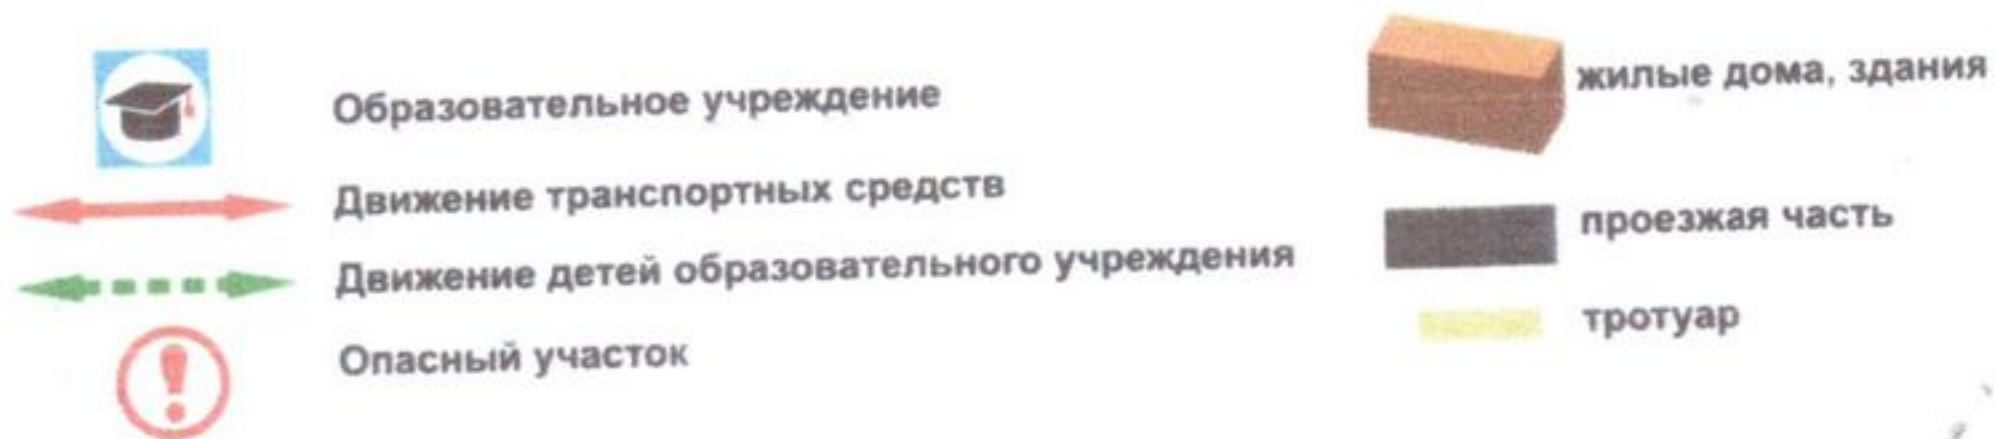 Образовательное учреждение
Движение транспортных средств
Движение детей образовательного учреждения
Опасный участок
жилые дома, здания
проезжая часть
тротуар